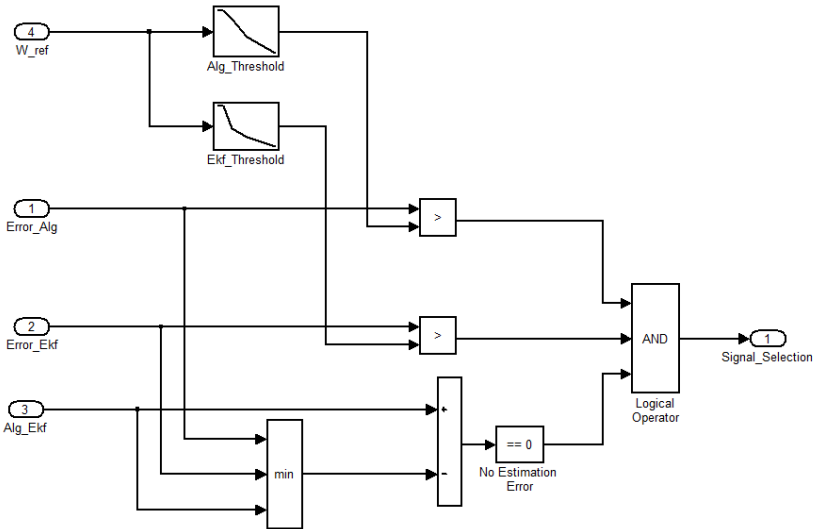 4
W_ref
Alg_Threshold
Ekf_Threshold
1
Error_Alg
>
2
Error_Ekf
>
AND
Logical
Operator
1
Signal_Selection
3
Alg_Ekf
min
+
-
== 0
No Estimation
Error